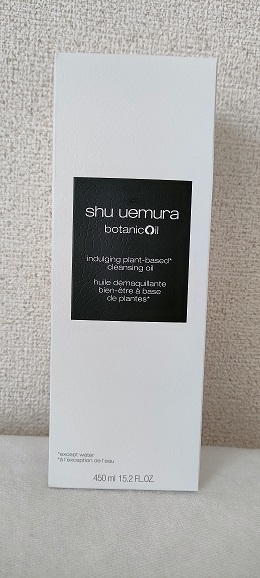 shu uemura
botanicOil
indulging plant-based*
cleansing oil
huile démaquillante
bien-être à base
de plantes*
*except water
*à l'exception de l'eau
450 ml 15.2 FL.OZ.